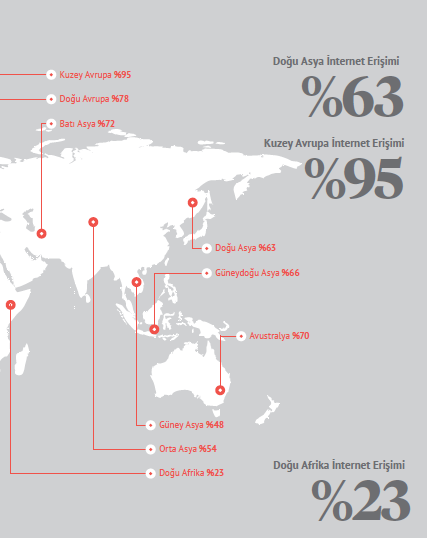 Doğu Asya İnternet Erişimi
%63
Kuzey Avrupa %95
Doğu Avrupa %78
Batı Asya %72
Kuzey Avrupa İnternet Erişimi
%95
Doğu Asya %63
Güneydoğu Asya %66
Avustralya %70
Güney Asya %48
Orta Asya %54
Doğu Afrika %23
Doğu Afrika İnternet Erişimi
%23